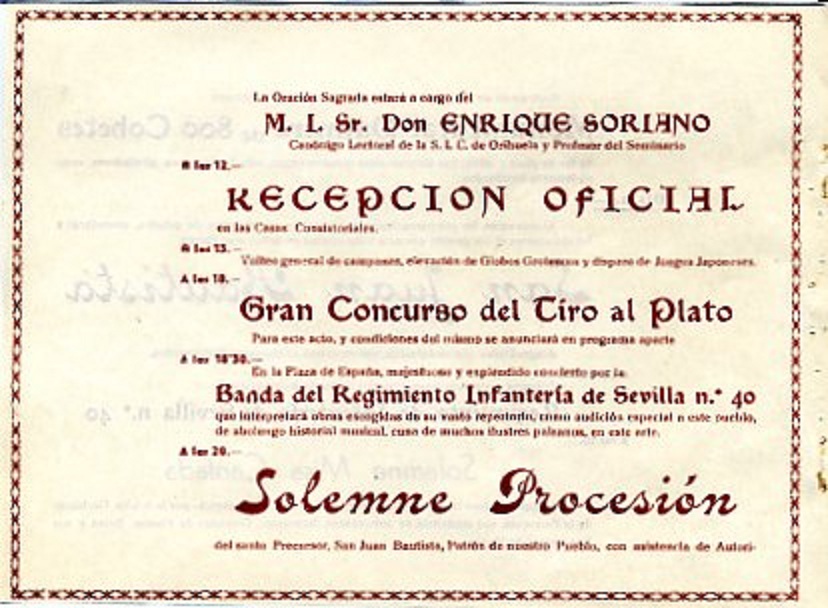 La Oración Sagrada estará a cargo del
M. I. Sr. Don ENRIQUE SORIANO
Canónigo Lectoral de la S. I. C. de Orihuela y Profesor del Seminario
A las 12.—
RECEPCION OFICIAL
en las Casas Consistoriales.
A las 13.—
Volteo general de campanas, elevación de Globos Grotescos y disparo de Juegos Japoneses.
A las 18.—
Gran Concurso del Tiro al Plato
Para este acto, y condiciones del mismo se anunciará en programa aparte
A las 18'30.—
En la Plaza de España, majestuoso y esplendido concierto por la
Banda del Regimiento Infantería de Sevilla n.º 40
que interpretará obras escogidas de su vasto repertorio, como audición especial a este pueblo,
de abolengo historial musical, cuna de muchos ilustres paisanos, en este arte.
A las 20.—
Solemne Procesión
del santo Precursor, San Juan Bautista, Patrón de nuestro Pueblo, con asistencia de Autori-